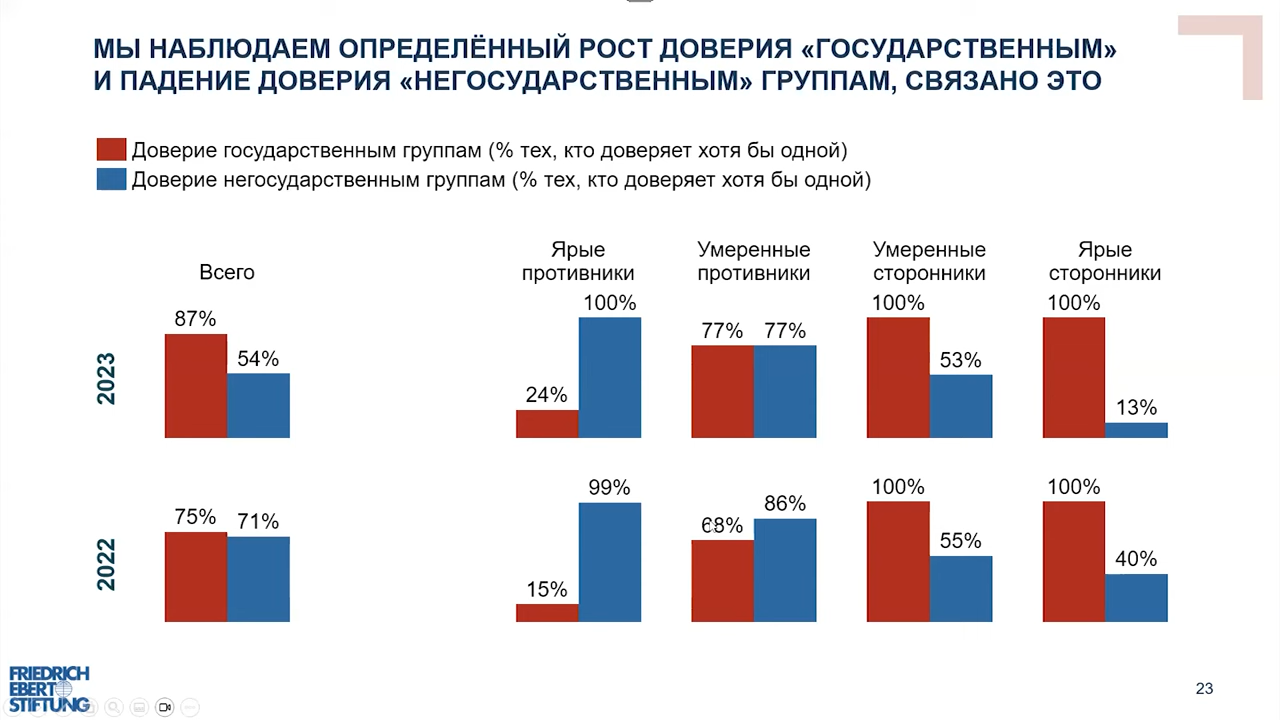 МЫ НАБЛЮДАЕМ ОПРЕДЕЛЁННЫЙ РОСТ ДОВЕРИЯ «ГОСУДАРСТВЕННЫМ»
И ПАДЕНИЕ ДОВЕРИЯ «НЕГОСУДАРСТВЕННЫМ» ГРУППАМ, СВЯЗАНО ЭТО
Доверие государственным группам (% тех, кто доверяет хотя бы одной)
Доверие негосударственным группам (% тех, кто доверяет хотя бы одной)
Всего
Ярые
противники
Умеренные
противники
Умеренные
сторонники
Ярые
сторонники
2023
87%
54%
24%
100%
77%
77%
100%
53%
100%
13%
2022
75%
71%
15%
99%
68%
86%
100%
55%
100%
40%
FRIEDRICH
EBERT
STIFTUNG
23